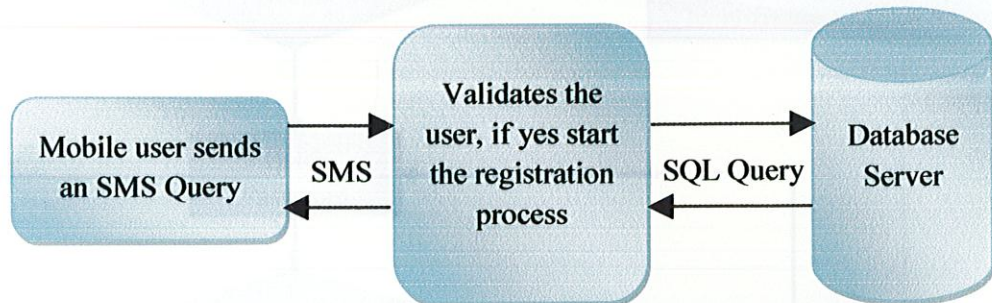 Mobile user sends
an SMS Query
SMS
Validates the
user, if yes start
the registration
process
SQL Query
Database
Server